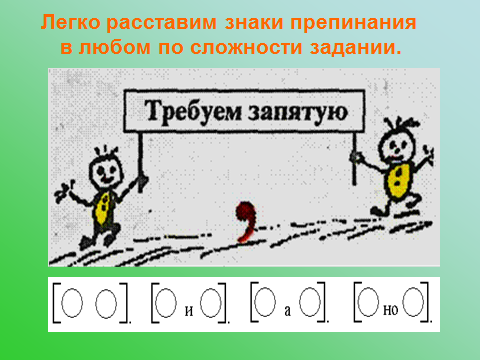 Легко расставим знаки препинания
в любом по сложности задании.
Требуем запятую
,
[○ ○]. [○ и ○]. [○ а ○]. [○ но ○].